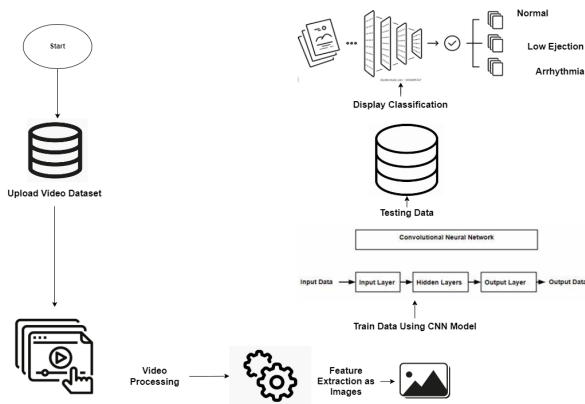 Start
Upload Video Dataset
Video
Processing
Feature
Extraction as
Images
Train Data Using CNN Model
Input Data
Input Layer
Hidden Layers
Output Layer
Output Data
Convolutional Neural Network
Testing Data
Display Classification
Normal
Low Ejection
Arrhythmia